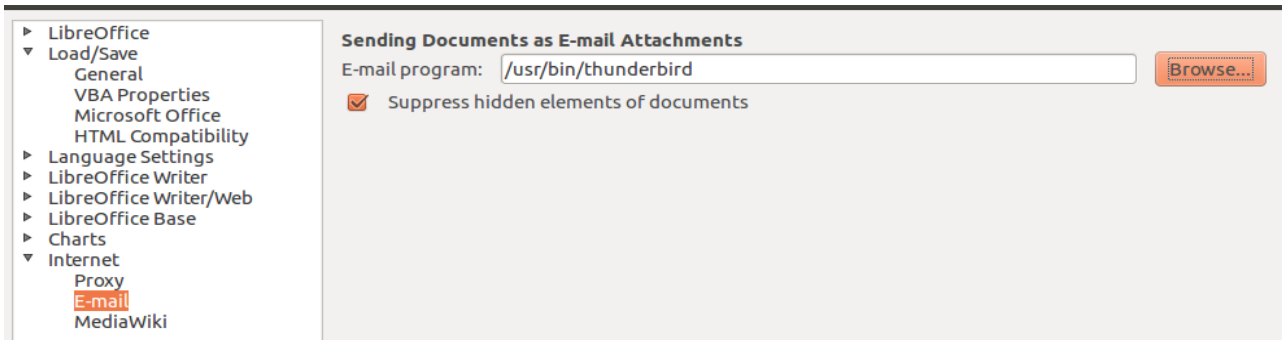 LibreOffice
Load/Save
General
VBA Properties
Microsoft Office
HTML Compatibility
Language Settings
LibreOffice Writer
LibreOffice Writer/Web
LibreOffice Base
Charts
Internet
Proxy
E-mail
MediaWiki
Sending Documents as E-mail Attachments
E-mail program: /usr/bin/thunderbird Browse...
Suppress hidden elements of documents